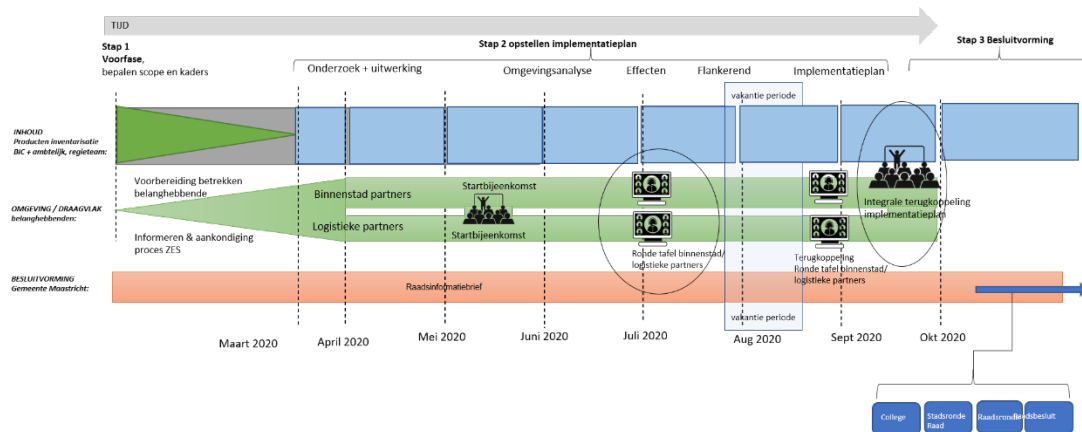 TIJD
Stap 1
Voorfase,
bepalen scope en kaders
Stap 2 opstellen implementatieplan
Stap 3 Besluitvorming
Onderzoek + uitwerking
Omgevingsanalyse
Effecten
Flankerend
Implementatieplan
vakantie periode
INHOUD
Producten inventarisatie
BiC + ambtelijk, regieteam:
Voorbereiding betrekken
belanghebbende
Binnenstad partners
Startbijeenkomst
OMGEVING / DRAAGVLAK
belanghebbenden:
Integrale terugkoppeling
implementatieplan
Informeren & aankondiging
proces ZES
Logistieke partners
Startbijeenkomst
Ronde tafel binnenstad/
logistieke partners
Terugkoppeling
Ronde tafel binnenstad/
logistieke partners
BESLUITVORMING
Gemeente Maastricht:
Raadsinformatiebrief
vakantie periode
Maart 2020
April 2020
Mei 2020
Juni 2020
Juli 2020
Aug 2020
Sept 2020
Okt 2020
College
Stadsronde
Raad
Raadsronde
Raadsbesluit